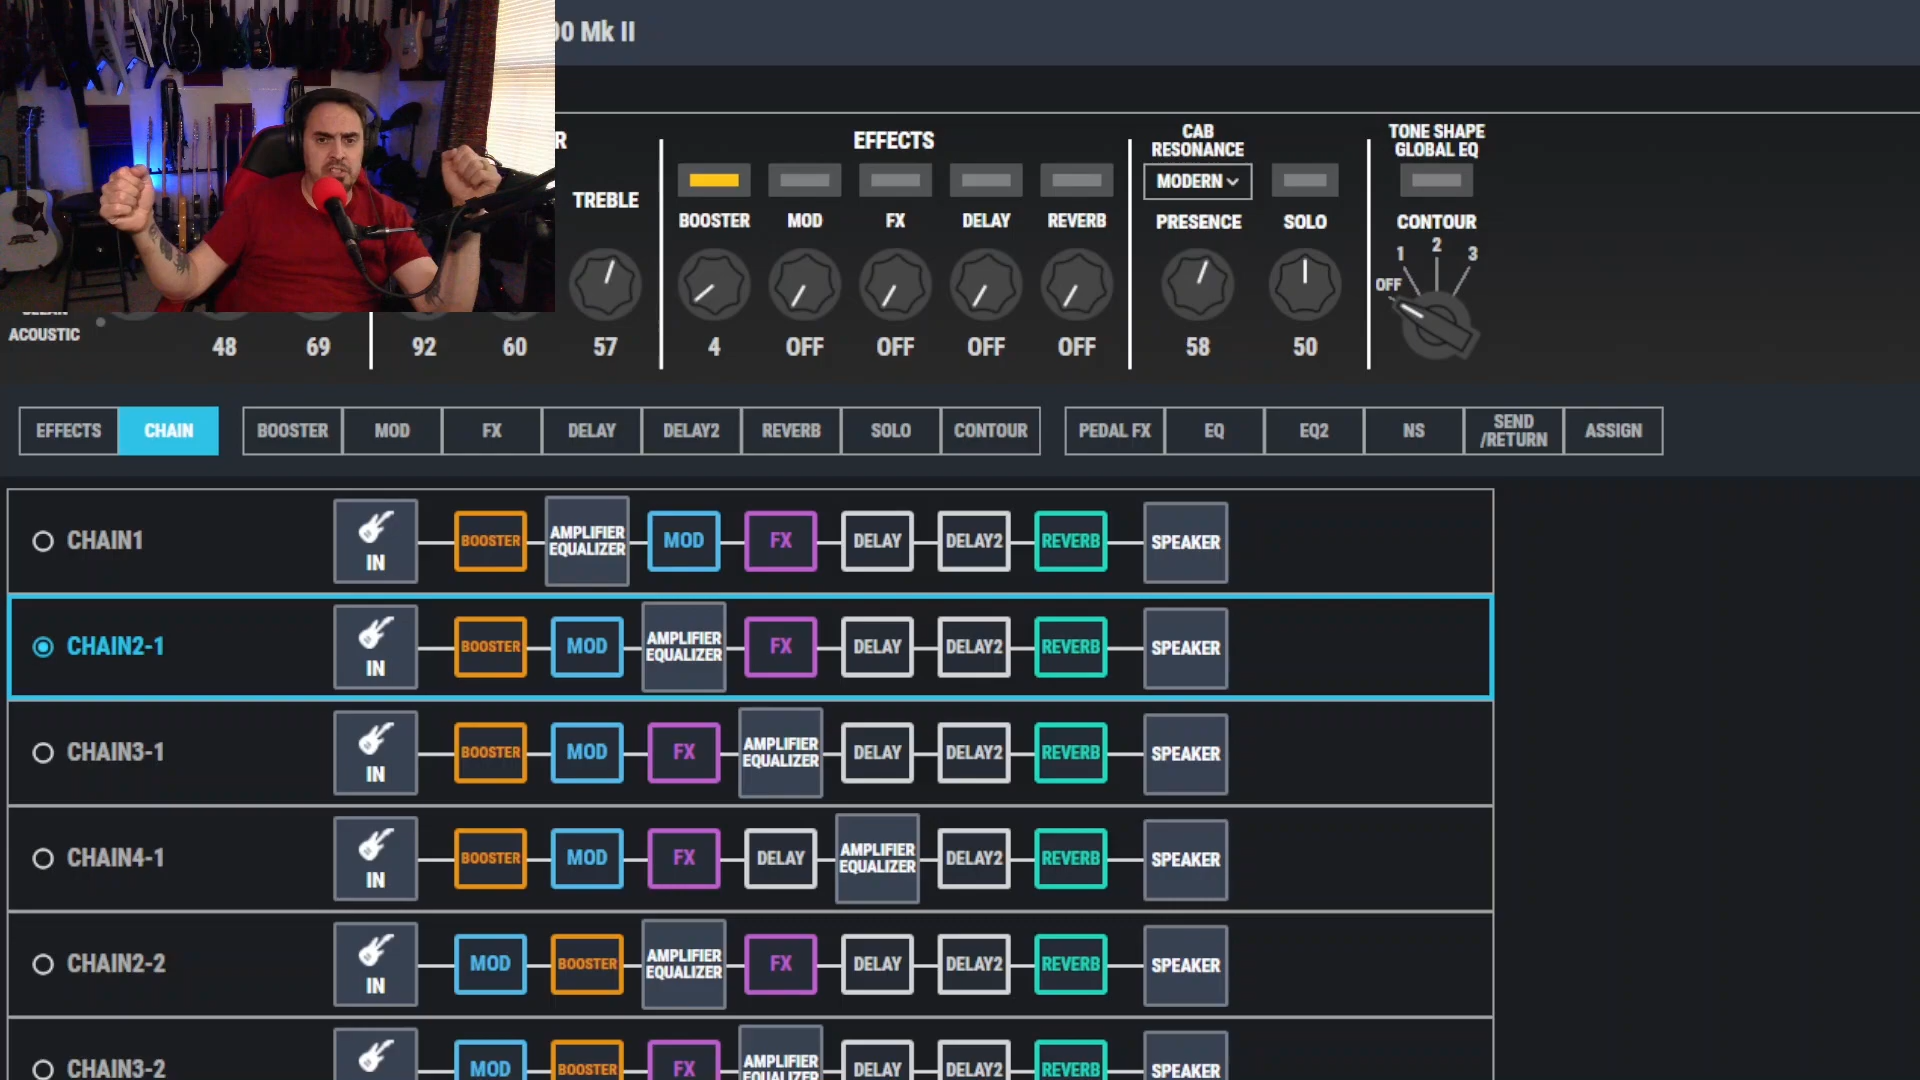 00 Mk II
R
TREBLE
EFFECTS
BOOSTER MOD FX DELAY REVERB
CAB
RESONANCE
MODERN
PRESENCE SOLO
TONE SHAPE
GLOBAL EQ
CONTOUR
1 2 3
OFF
ACOUSTIC
48 69 92 60 57 4 OFF OFF OFF OFF 58 50
EFFECTS CHAIN BOOSTER MOD FX DELAY DELAY2 REVERB SOLO CONTOUR PEDAL FX EQ EQ2 NS SEND /RETURN ASSIGN
CHAIN1 IN BOOSTER AMPLIFIER EQUALIZER MOD FX DELAY DELAY2 REVERB SPEAKER
CHAIN2-1 IN BOOSTER MOD AMPLIFIER EQUALIZER FX DELAY DELAY2 REVERB SPEAKER
CHAIN3-1 IN BOOSTER MOD FX AMPLIFIER EQUALIZER DELAY DELAY2 REVERB SPEAKER
CHAIN4-1 IN BOOSTER MOD FX DELAY AMPLIFIER EQUALIZER DELAY2 REVERB SPEAKER
CHAIN2-2 IN MOD BOOSTER AMPLIFIER EQUALIZER FX DELAY DELAY2 REVERB SPEAKER
CHAIN3-2 MOD BOOSTER FX AMPLIFIER EQUALIZER DELAY DELAY2 REVERB SPEAKER